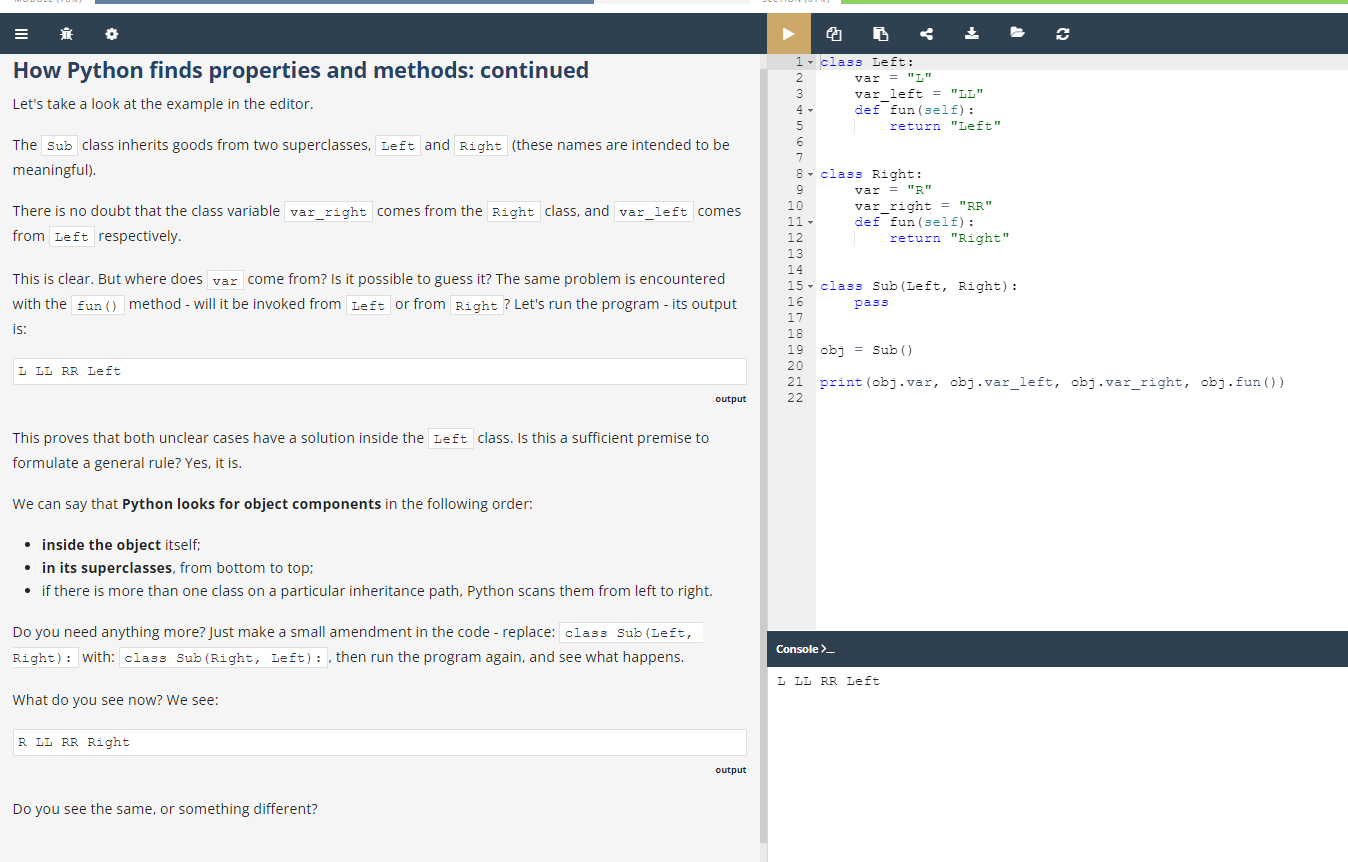 How Python finds properties and methods: continued
Let's take a look at the example in the editor.
The Sub class inherits goods from two superclasses, Left and Right (these names are intended to be
meaningful).
There is no doubt that the class variable var_right comes from the Right class, and var_left comes
from Left respectively.
This is clear. But where does var come from? Is it possible to guess it? The same problem is encountered
with the fun() method - will it be invoked from Left or from Right? Let's run the program - its output
is:
L LL RR Left
output
This proves that both unclear cases have a solution inside the Left class. Is this a sufficient premise to
formulate a general rule? Yes, it is.
We can say that Python looks for object components in the following order:
• inside the object itself;
• in its superclasses, from bottom to top;
• if there is more than one class on a particular inheritance path, Python scans them from left to right.
Do you need anything more? Just make a small amendment in the code - replace: class Sub(Left,
Right): with: class Sub(Right, Left):, then run the program again, and see what happens.
What do you see now? We see:
R LL RR Right
output
Do you see the same, or something different?
1 class Left:
2     var = "L"
3     var_left = "LL"
4     def fun(self):
5         return "Left"
6
7
8 class Right:
9     var = "R"
10     var_right = "RR"
11     def fun(self):
12         return "Right"
13
14
15 class Sub(Left, Right):
16     pass
17
18
19 obj = Sub()
20
21 print(obj.var, obj.var_left, obj.var_right, obj.fun())
22
Console >_
L LL RR Left